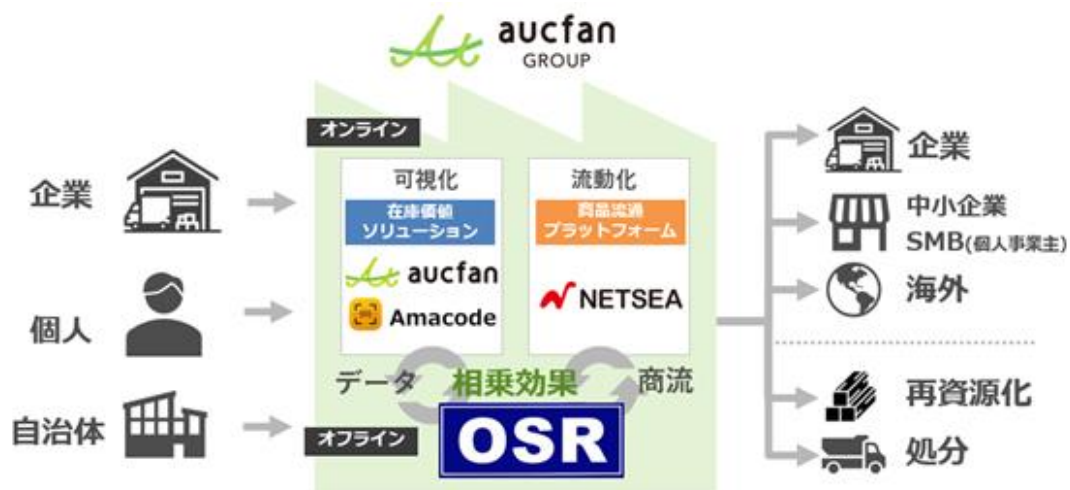 aucfan
GROUP
オンライン
企業
個人
自治体
可視化
在庫価値
ソリューション
aucfan
Amacode
流動化
商品流通
プラットフォーム
NETSEA
データ
相乗効果
商流
オフライン
OSR
企業
中小企業
SMB(個人事業主)
海外
再資源化
処分